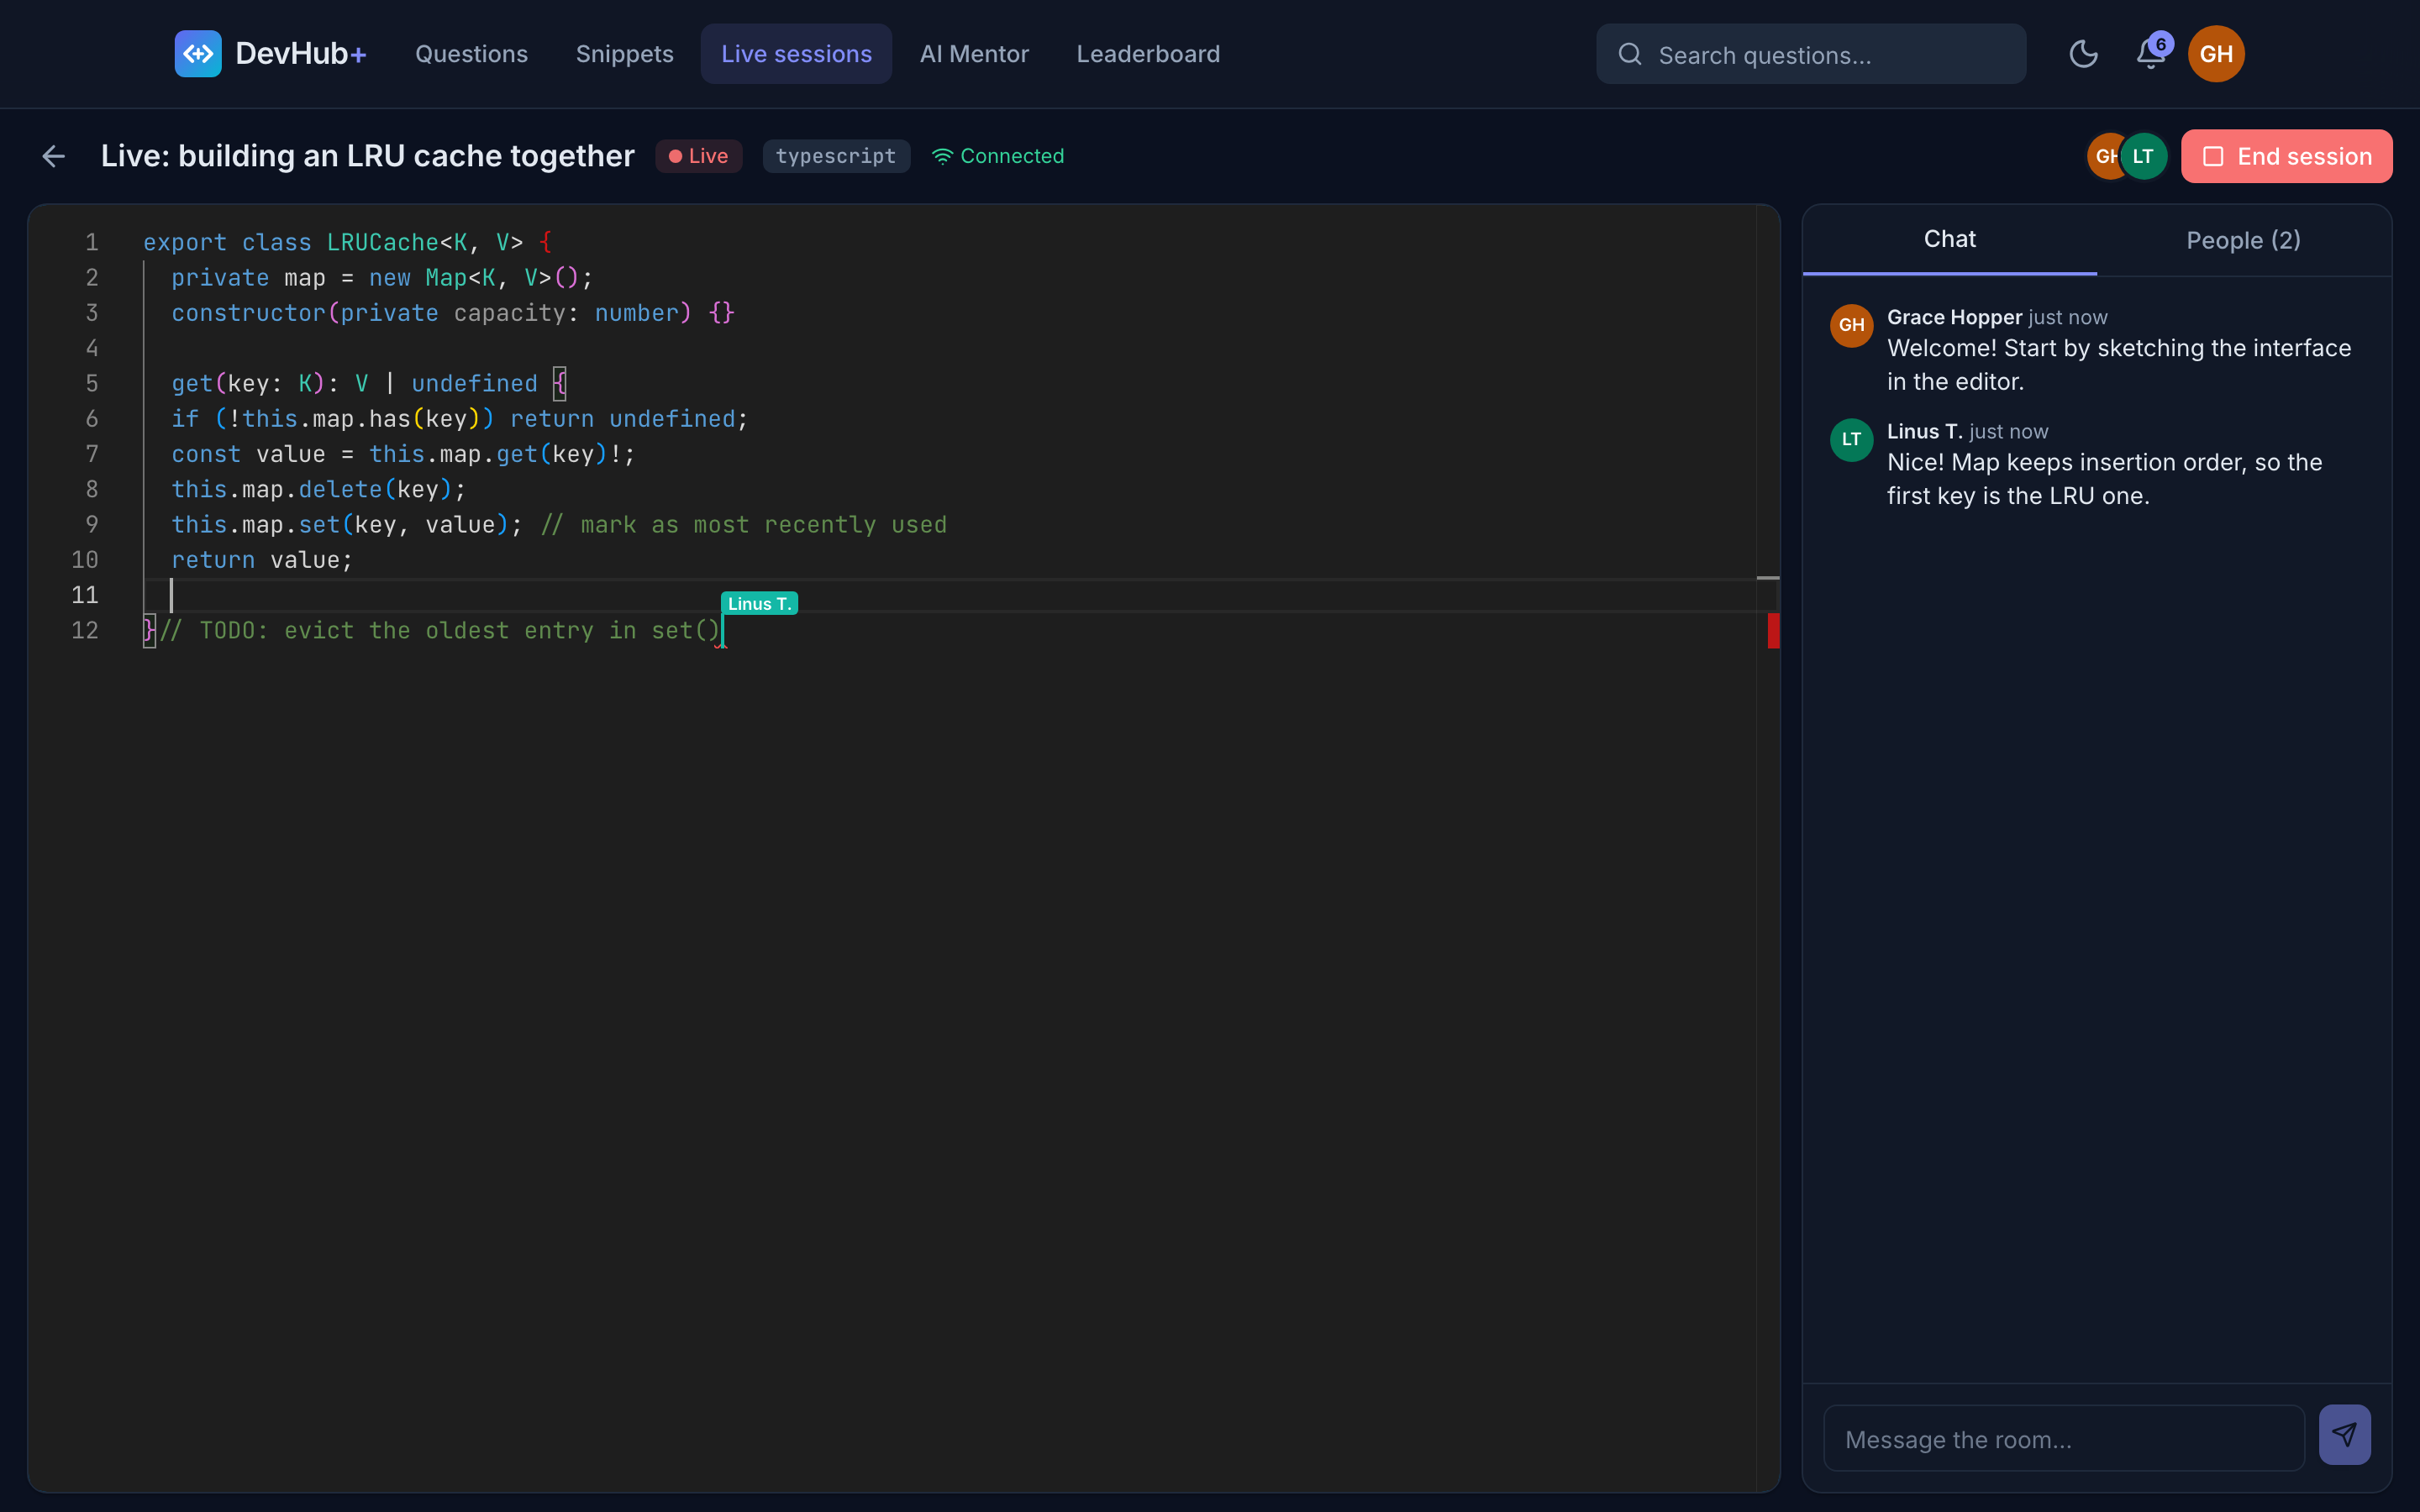 DevHub+ Questions Snippets Live sessions AI Mentor Leaderboard Search questions... 6 GH
Live: building an LRU cache together Live typescript Connected GH LT End session
1 export class LRUCache<K, V> {
2 private map = new Map<K, V>();
3 constructor(private capacity: number) {}
4
5 get(key: K): V | undefined {
6 if (!this.map.has(key)) return undefined;
7 const value = this.map.get(key)!;
8 this.map.delete(key);
9 this.map.set(key, value); // mark as most recently used
10 return value;
11
Linus T.
12 }// TODO: evict the oldest entry in set()
Chat People (2)
GH Grace Hopper just now
Welcome! Start by sketching the interface
in the editor.
LT Linus T. just now
Nice! Map keeps insertion order, so the
first key is the LRU one.
Message the room...